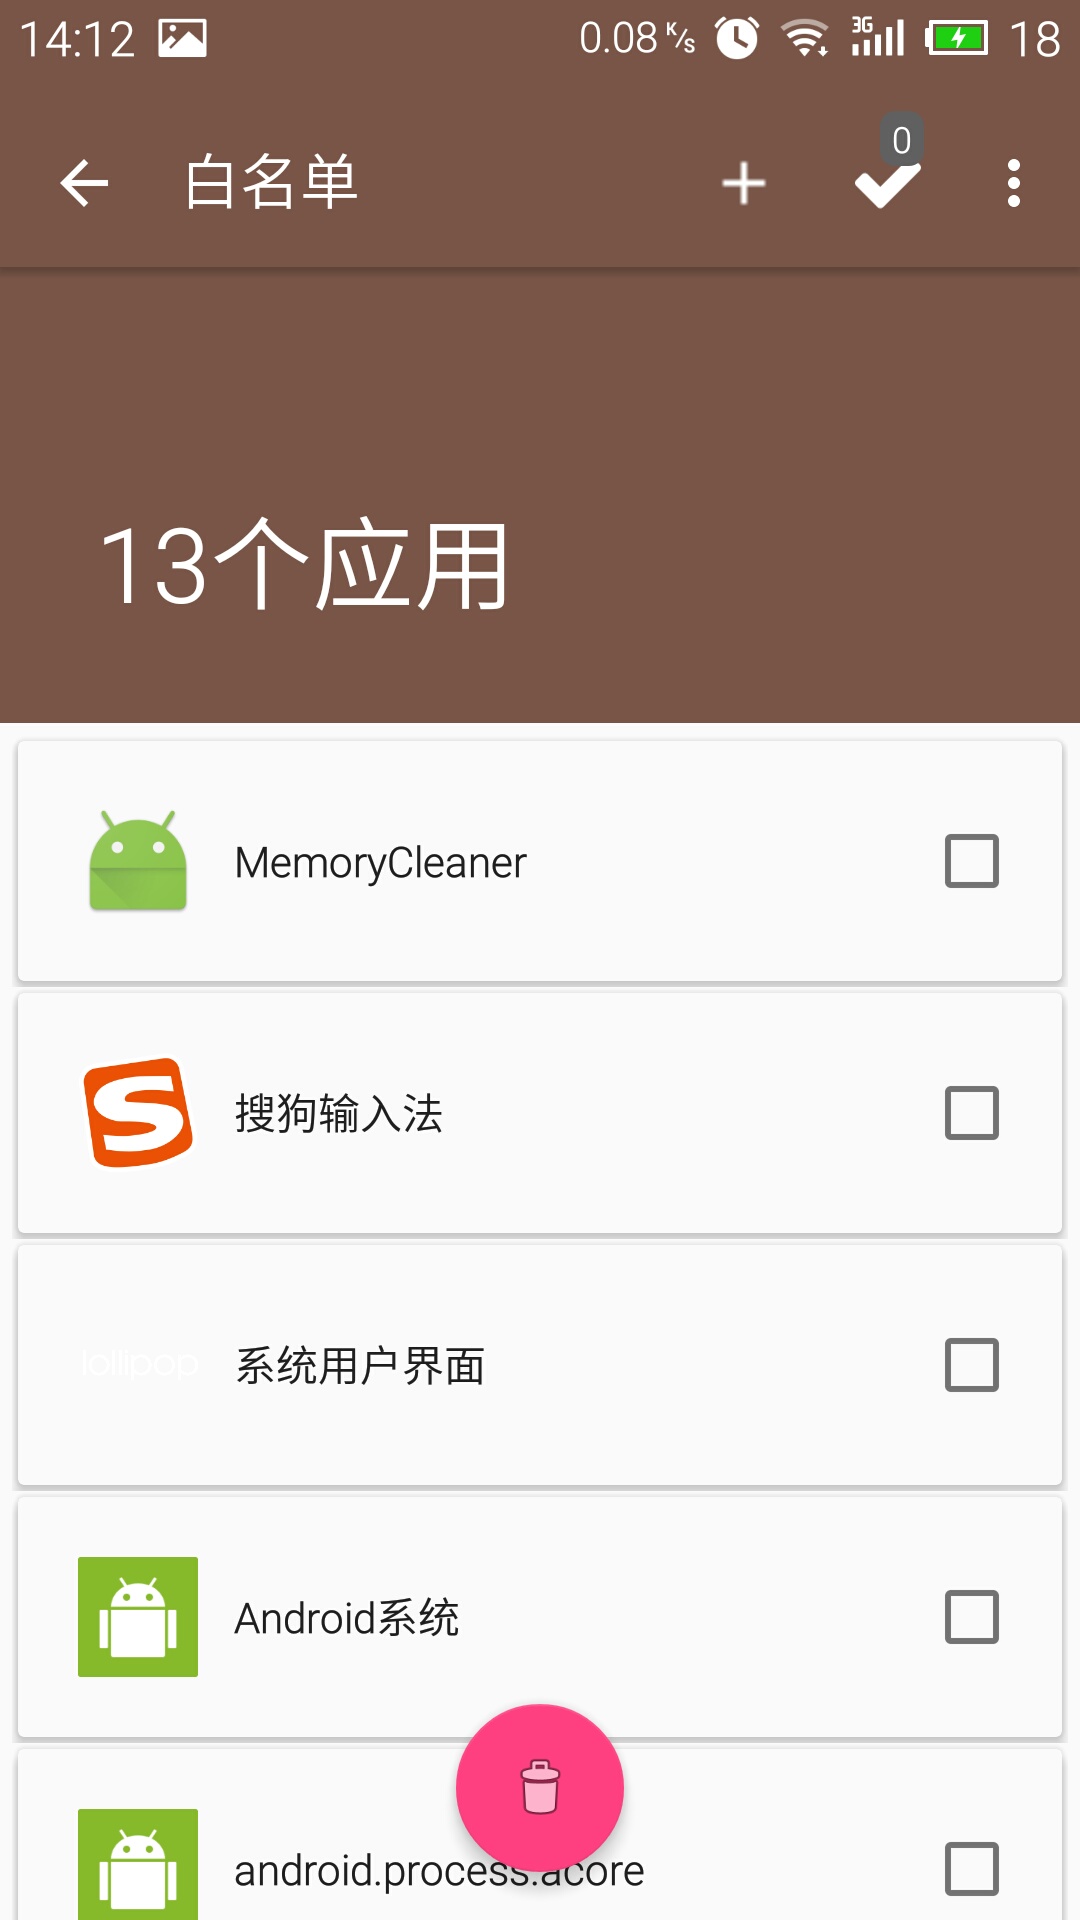 14:12 0.08 K/s 3G 18
0
白名单
13个应用
MemoryCleaner
搜狗输入法
lollipop 系统用户界面
Android系统
android.process.acore